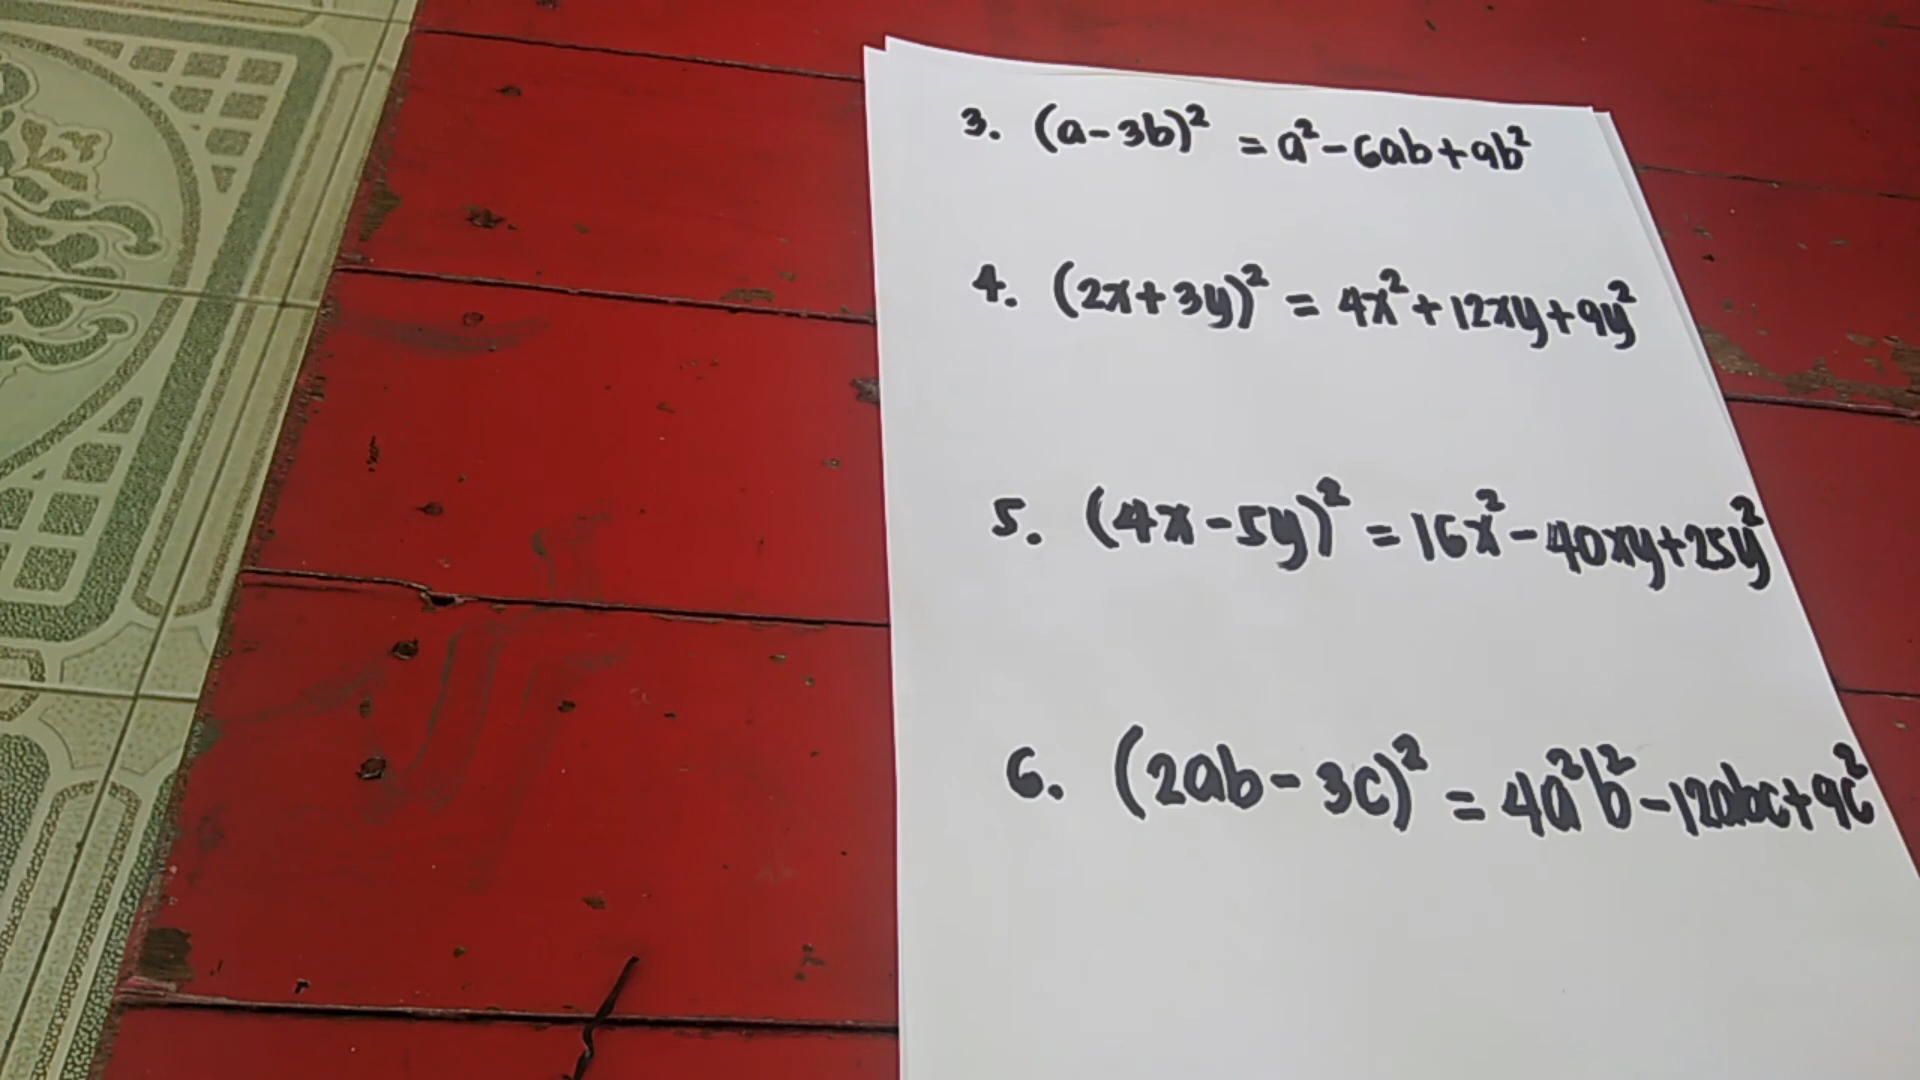 3. (a-3b)² = a²-6ab+9b²
4. (2x+3y)² = 4x²+12xy+9y²
5. (4x-5y)² = 16x²-40xy+25y²
6. (2ab-3c)² = 4a²b²-12abc+9c²